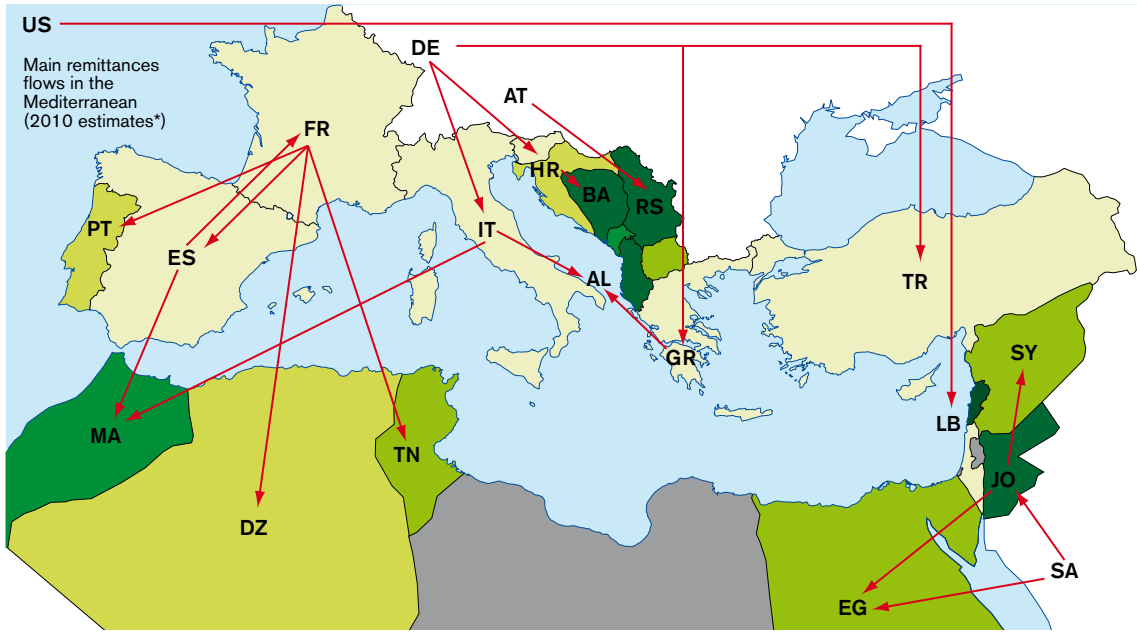 US
DE
Main remittances
flows in the
Mediterranean
(2010 estimates*)
AT
FR
HR
BA
RS
PT
IT
ES
AL
TR
GR
SY
LB
MA
TN
JO
DZ
SA
EG